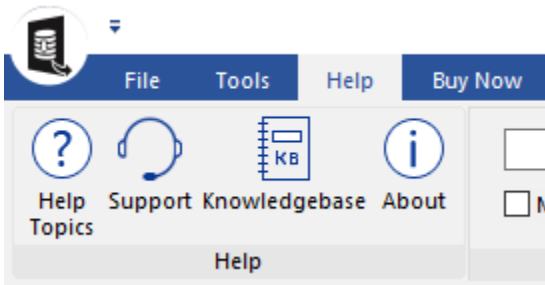 File Tools Help Buy Now
?
KB
i
Help Topics Support Knowledgebase About
Help